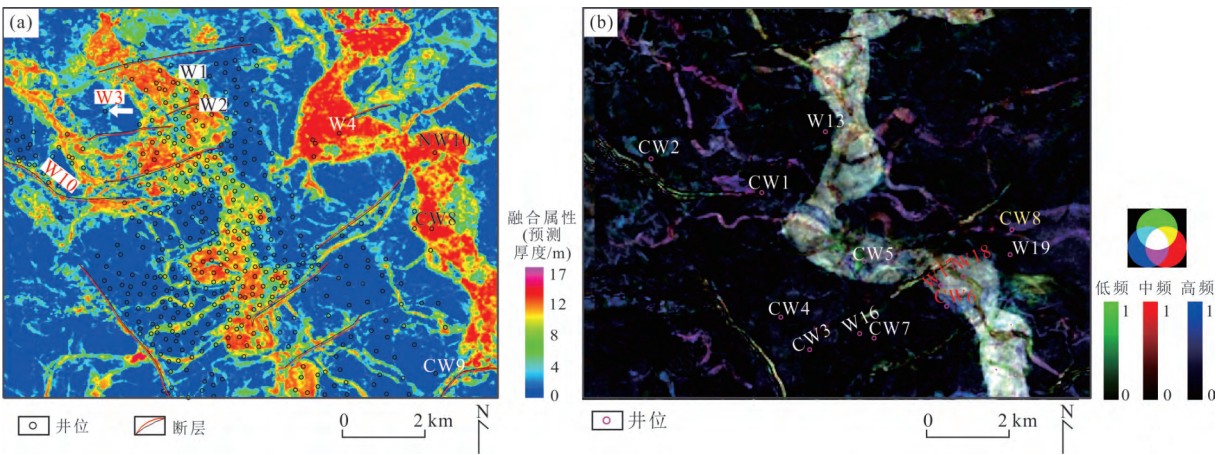 (a)
W1
W3
W2
W4
NW10
W10
CW8
CW9
融合属性
(预测
厚度/m)
17
12
8
4
0
井位
断层
0 2 km
N
(b)
W13
CW2
CW1
CW8
W19
CW5
W18
CW6
CW4
W16
CW3
CW7
低频 中频 高频
1 1 1
0 0 0
井位
0 2 km
N